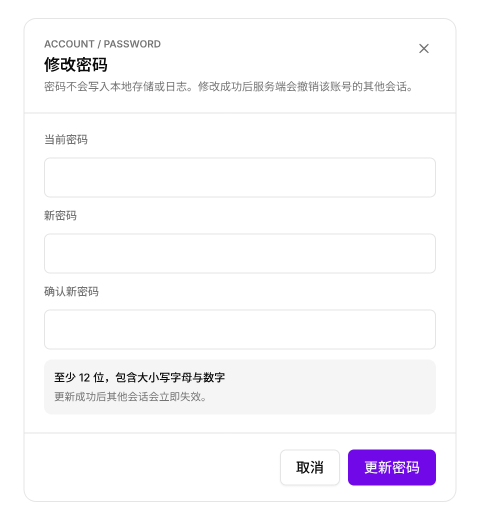 ACCOUNT / PASSWORD
修改密码
密码不会写入本地存储或日志。修改成功后服务端会撤销该账号的其他会话。
当前密码
新密码
确认新密码
至少 12 位，包含大小写字母与数字
更新成功后其他会话会立即失效。
取消
更新密码